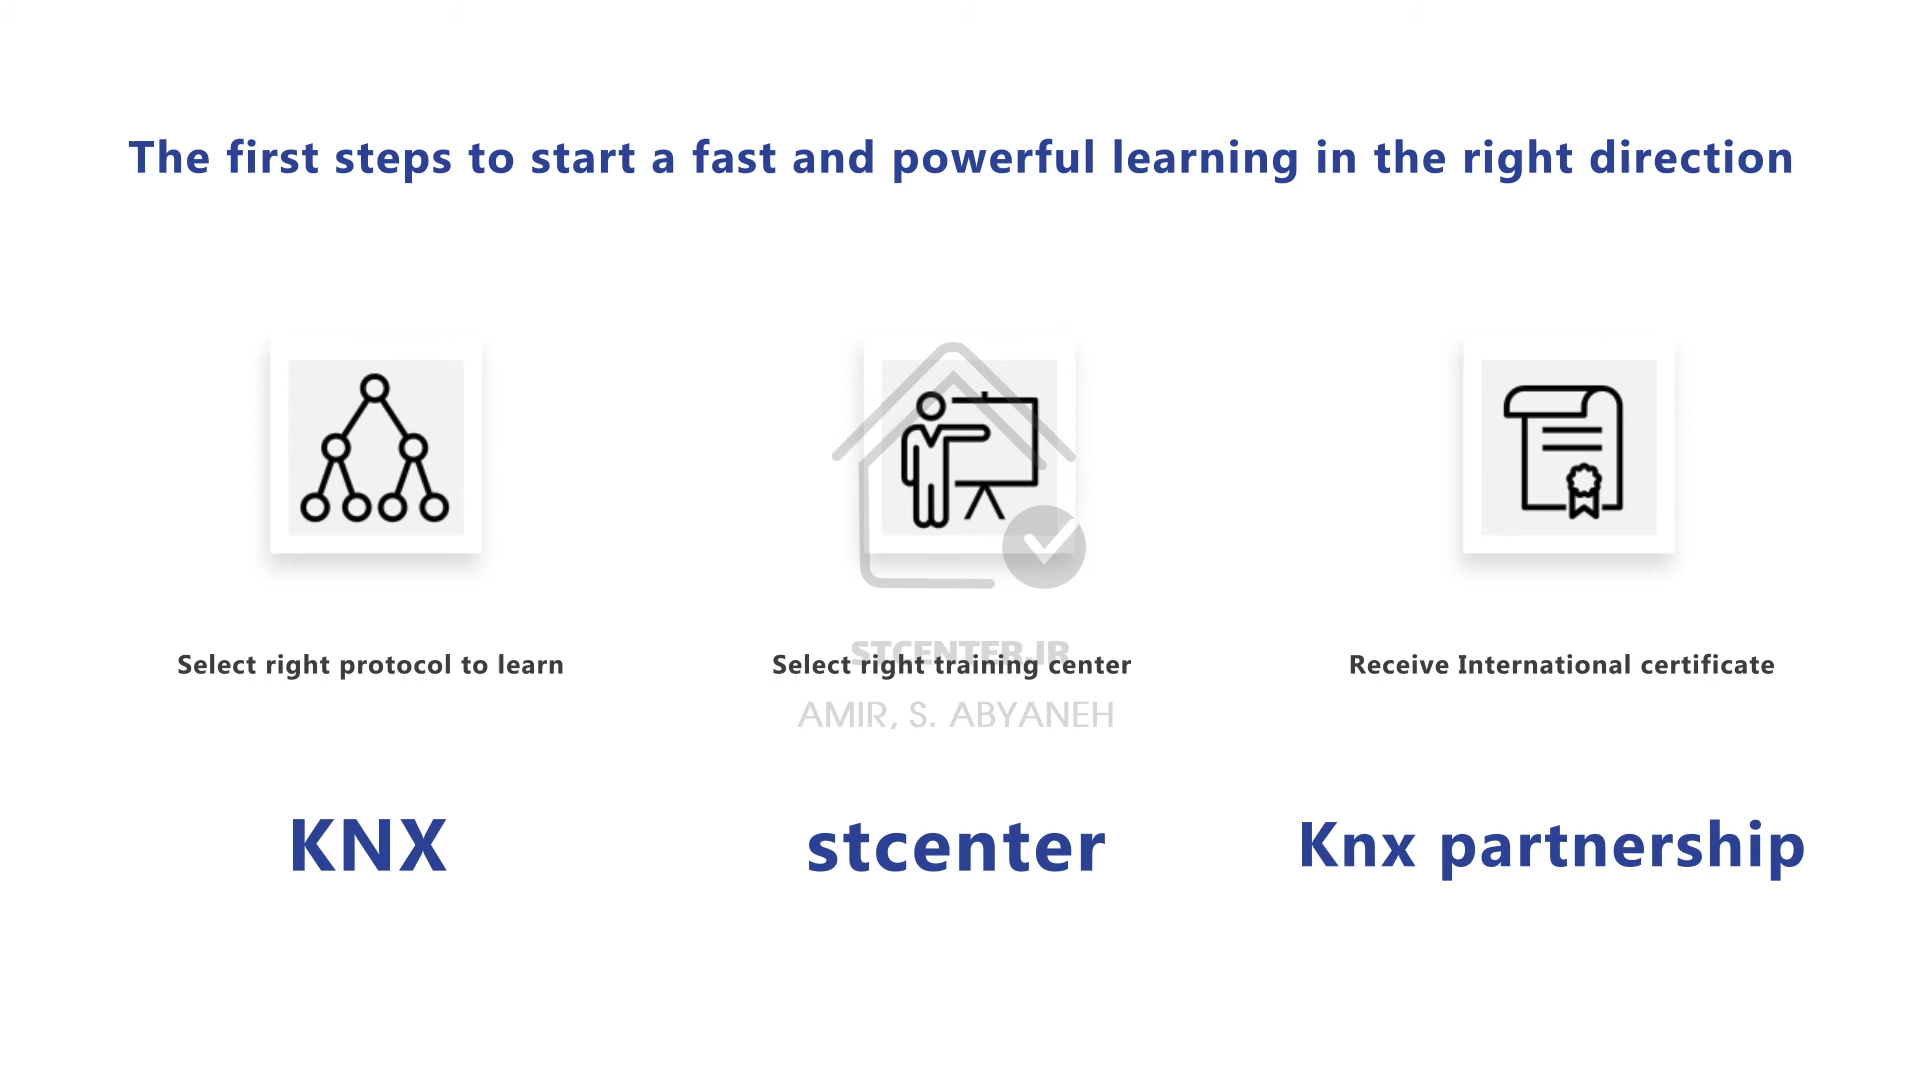 The first steps to start a fast and powerful learning in the right direction
Select right protocol to learn
Select right training center
Receive International certificate
STCENTER.IR
AMIR, S. ABYANEH
KNX
stcenter
Knx partnership